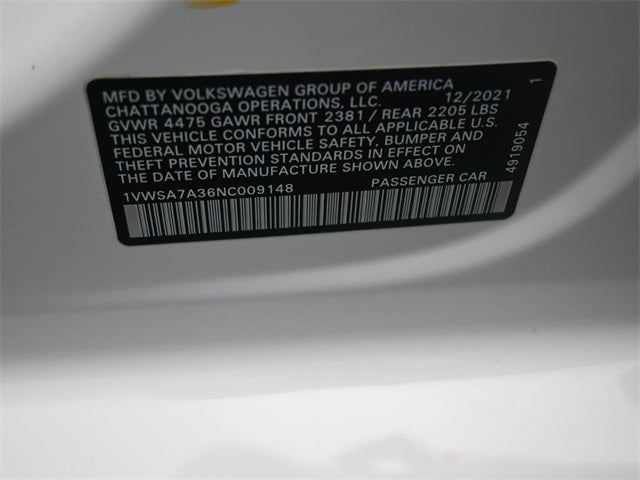 MFD BY VOLKSWAGEN GROUP OF AMERICA
CHATTANOOGA OPERATIONS, LLC. 12/2021 1
GVWR 4475 GAWR FRONT 2381 / REAR 2205 LBS
THIS VEHICLE CONFORMS TO ALL APPLICABLE U.S.
FEDERAL MOTOR VEHICLE SAFETY, BUMPER AND
THEFT PREVENTION STANDARDS IN EFFECT ON
THE DATE OF MANUFACTURE SHOWN ABOVE.
1VWSA7A36NC009148 PASSENGER CAR
4919054